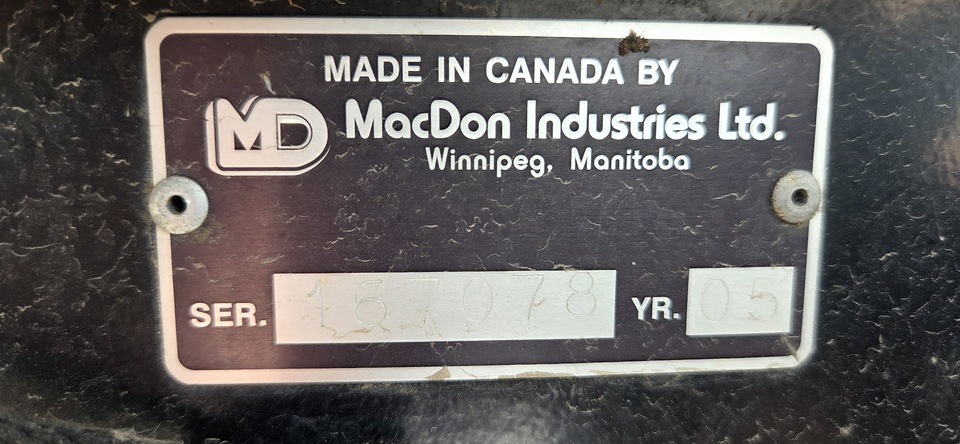 MADE IN CANADA BY
MD MacDon Industries Ltd.
Winnipeg, Manitoba
SER. 167078 YR. 05